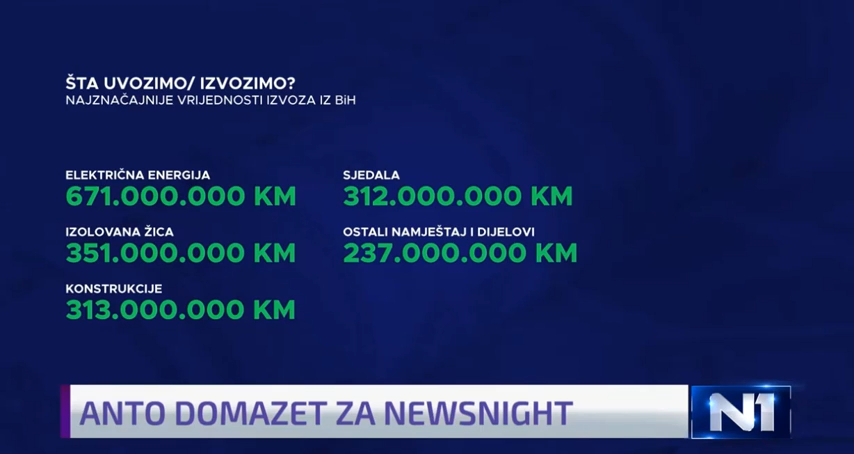 ŠTA UVOZIMO/ IZVOZIMO?
NAJZNAČAJNIJE VRIJEDNOSTI IZVOZA IZ BiH
ELEKTRIČNA ENERGIJA
671.000.000 KM
IZOLOVANA ŽICA
351.000.000 KM
KONSTRUKCIJE
313.000.000 KM
SJEDALA
312.000.000 KM
OSTALI NAMJEŠTAJ I DIJELOVI
237.000.000 KM
ANTO DOMAZET ZA NEWSNIGHT
N1